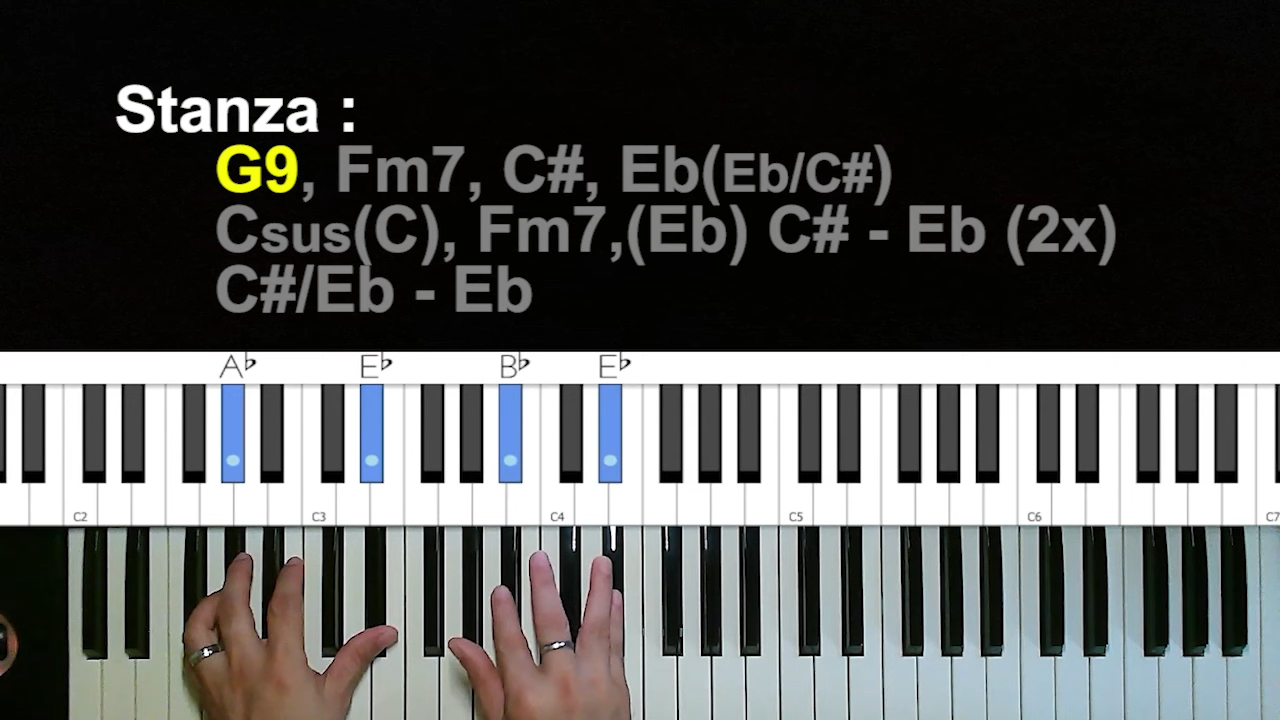 Stanza :
G9, Fm7, C#, Eb(Eb/C#)
Csus(C), Fm7,(Eb) C# - Eb (2x)
C#/Eb - Eb
A♭ E♭ B♭ E♭
C2 C3 C4 C5 C6 C7